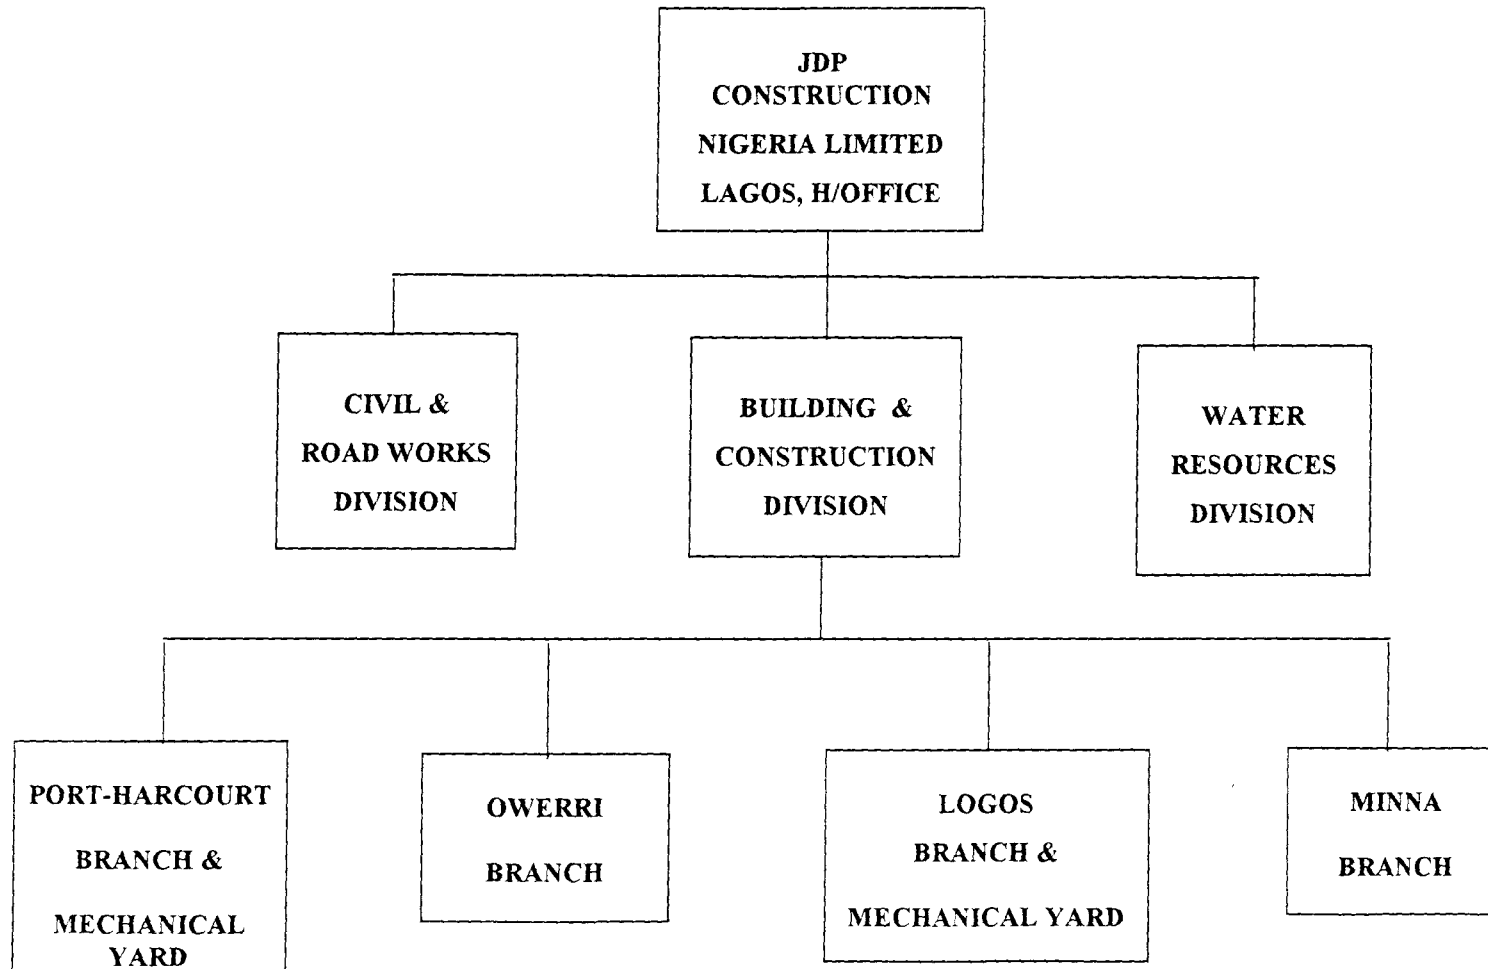 JDP
CONSTRUCTION
NIGERIA LIMITED
LAGOS, H/OFFICE
CIVIL &
ROAD WORKS
DIVISION
BUILDING &
CONSTRUCTION
DIVISION
WATER
RESOURCES
DIVISION
PORT-HARCOURT
BRANCH &
MECHANICAL
YARD
OWERRI
BRANCH
LOGOS
BRANCH &
MECHANICAL YARD
MINNA
BRANCH